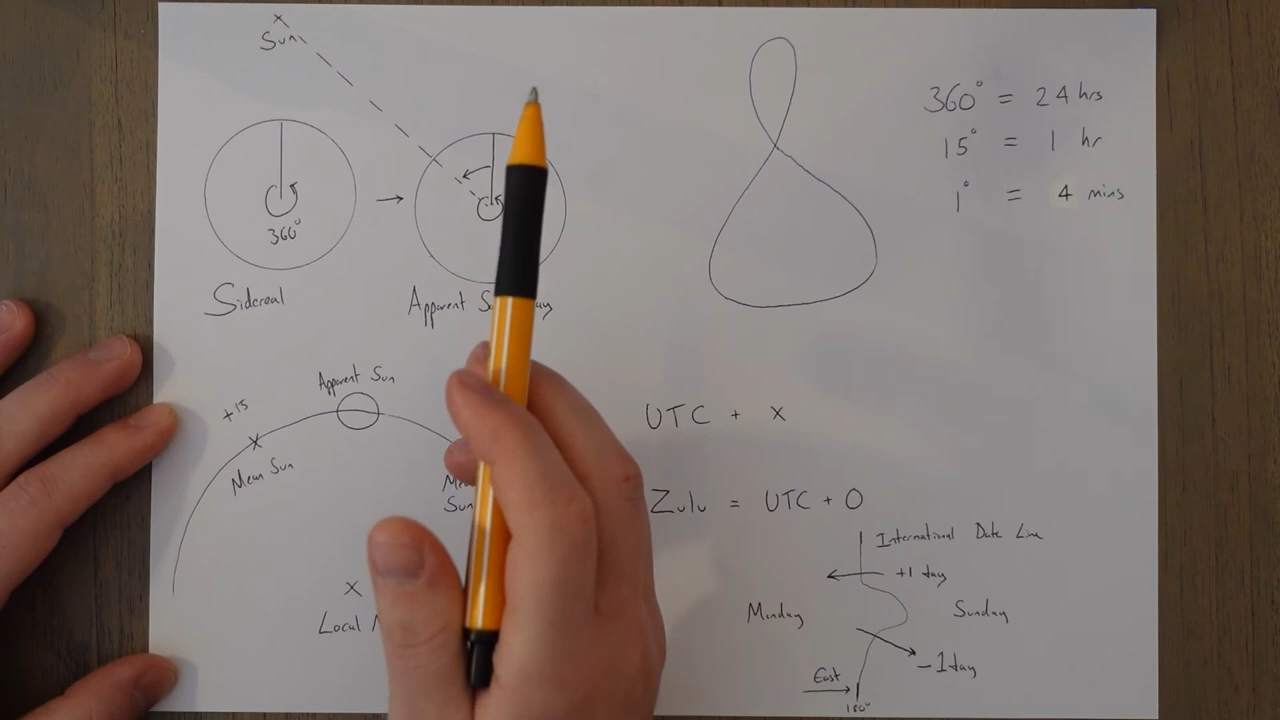 Sun
360°
Sidereal
Apparent
360° = 24 hrs
15° = 1 hr
1° = 4 mins
Apparent Sun
+15
Mean Sun
Sun
x
Local
UTC + x
Zulu = UTC + 0
International Date Line
+1 day
Monday
Sunday
-1 day
East
180°